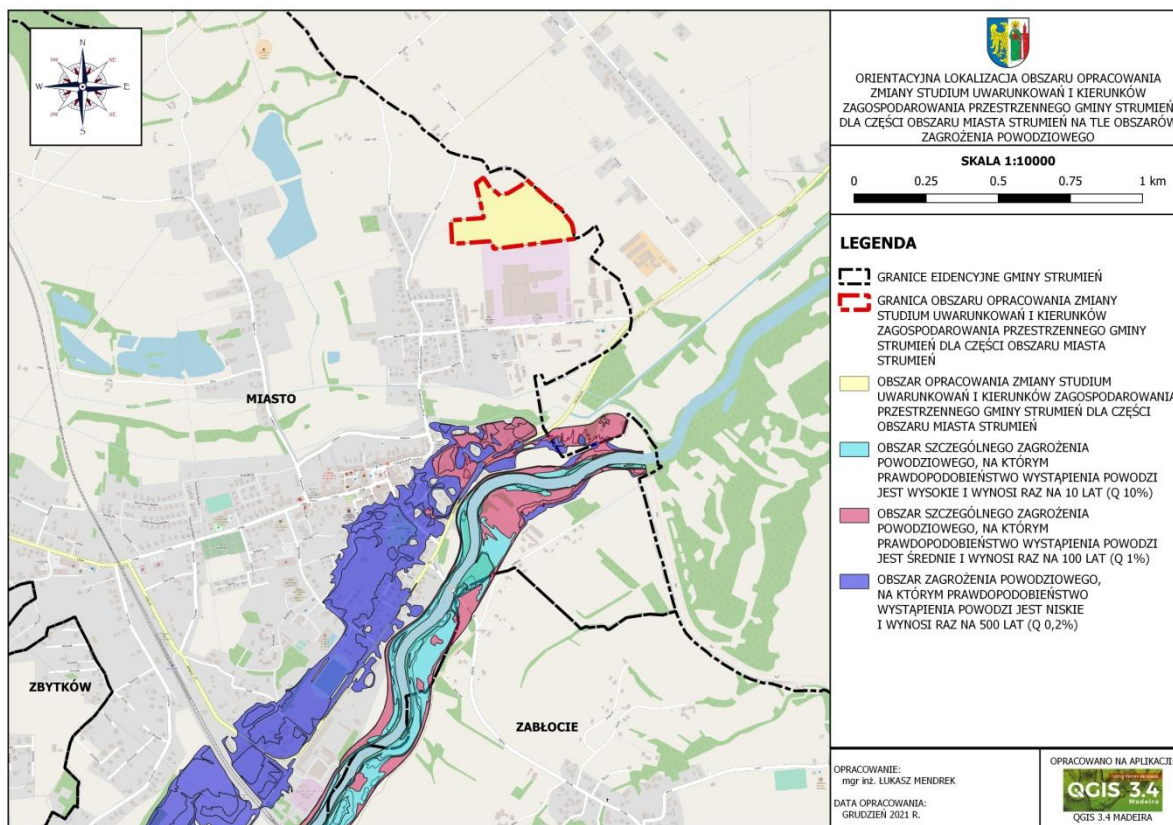 N
NW
NE
W
E
SW
SE
S
MIASTO
ZBYTKÓW
ZABŁOCIE
ORIENTACYJNA LOKALIZACJA OBSZARU OPRACOWANIA
ZMIANY STUDIUM UWARUNKOWAŃ I KIERUNKÓW
ZAGOSPODAROWANIA PRZESTRZENNEGO GMINY STRUMIEŃ
DLA CZĘŚCI OBSZARU MIASTA STRUMIEŃ NA TLE OBSZARÓW
ZAGROŻENIA POWODZIOWEGO
SKALA 1:10000
0 0.25 0.5 0.75 1 km
LEGENDA
GRANICE EIDENCYJNE GMINY STRUMIEŃ
GRANICA OBSZARU OPRACOWANIA ZMIANY
STUDIUM UWARUNKOWAŃ I KIERUNKÓW
ZAGOSPODAROWANIA PRZESTRZENNEGO GMINY
STRUMIEŃ DLA CZĘŚCI OBSZARU MIASTA
STRUMIEŃ
OBSZAR OPRACOWANIA ZMIANY STUDIUM
UWARUNKOWAŃ I KIERUNKÓW ZAGOSPODAROWANIA
PRZESTRZENNEGO GMINY STRUMIEŃ DLA CZĘŚCI
OBSZARU MIASTA STRUMIEŃ
OBSZAR SZCZEGÓLNEGO ZAGROŻENIA
POWODZIOWEGO, NA KTÓRYM
PRAWDOPODOBIEŃSTWO WYSTĄPIENIA POWODZI
JEST WYSOKIE I WYNOSI RAZ NA 10 LAT (Q 10%)
OBSZAR SZCZEGÓLNEGO ZAGROŻENIA
POWODZIOWEGO, NA KTÓRYM
PRAWDOPODOBIEŃSTWO WYSTĄPIENIA POWODZI
JEST ŚREDNIE I WYNOSI RAZ NA 100 LAT (Q 1%)
OBSZAR ZAGROŻENIA POWODZIOWEGO,
NA KTÓRYM PRAWDOPODOBIEŃSTWO
WYSTĄPIENIA POWODZI JEST NISKIE
I WYNOSI RAZ NA 500 LAT (Q 0,2%)
OPRACOWANIE:
mgr inż. ŁUKASZ MENDREK
DATA OPRACOWANIA:
GRUDZIEŃ 2021 R.
OPRACOWANO NA APLIKACJI:
QGIS 3.4
Madeira
QGIS 3.4 MADEIRA